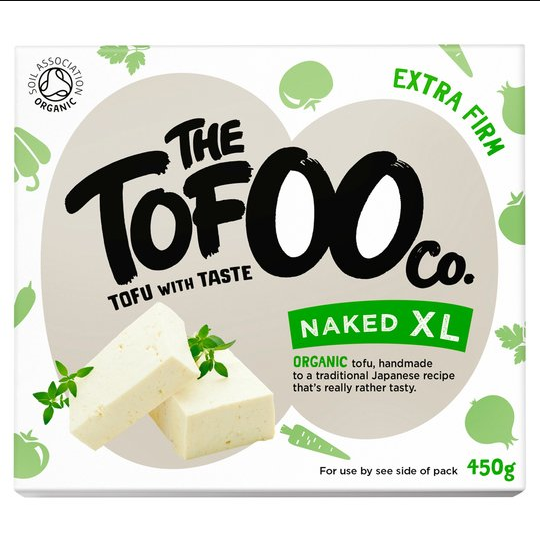 SOIL ASSOCIATION
ORGANIC
EXTRA FIRM
THE
TOFOO
Co.
TOFU WITH TASTE
NAKED XL
ORGANIC tofu, handmade
to a traditional Japanese recipe
that's really rather tasty.
For use by see side of pack 450g